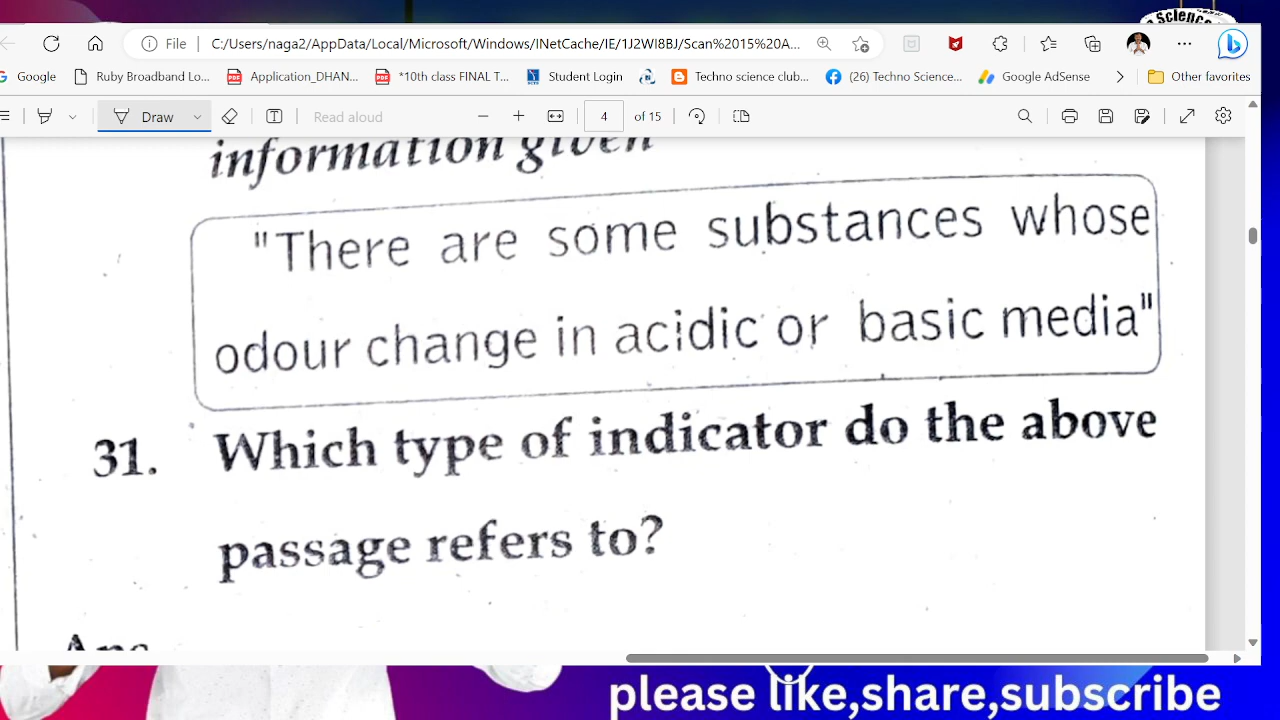 Science
File C:/Users/naga2/AppData/Local/Microsoft/Windows/INetCache/IE/1J2WI8BJ/Scan%2015%20A...
Google Ruby Broadband Lo... Application_DHAN... *10th class FINAL T... Student Login Technoscience club... (26) Techno Science... Google AdSense Other favorites
Draw Read aloud 4 of 15
information given
"There are some substances whose
odour change in acidic or basic media"
31. Which type of indicator do the above
passage refers to?
please like,share,subscribe